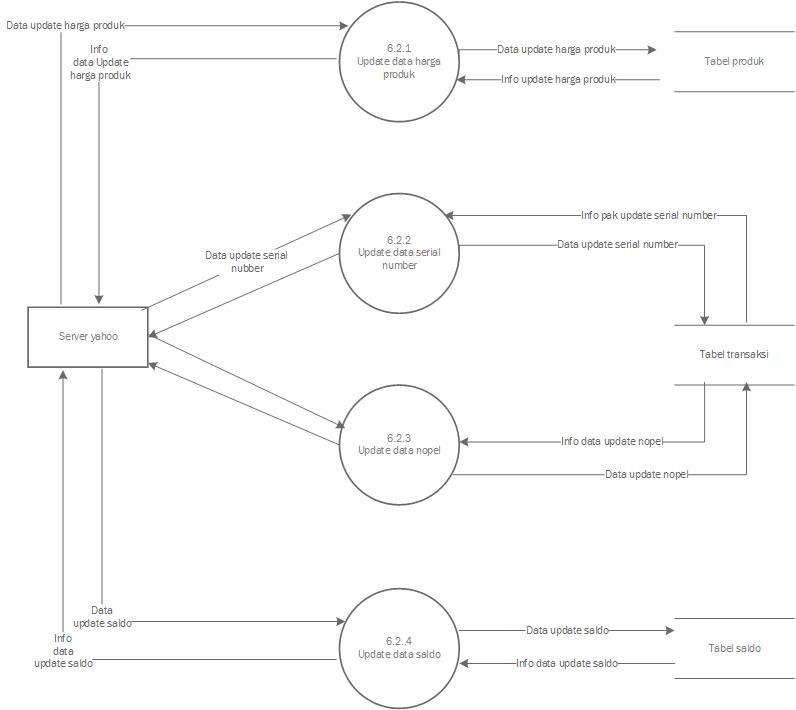 Data update harga produk
Info
data Update
harga produk
6.2.1
Update data harga
produk
Data update harga produk
Info update harga produk
Tabel produk
Data update serial
nubber
6.2.2
Update data serial
number
Info pak update serial number
Data update serial number
Server yahoo
Tabel transaksi
6.2.3
Update data nopel
Info data update nopel
Data update nopel
Data
update saldo
Info
data
update saldo
6.2..4
Update data saldo
Data update saldo
Info data update saldo
Tabel saldo